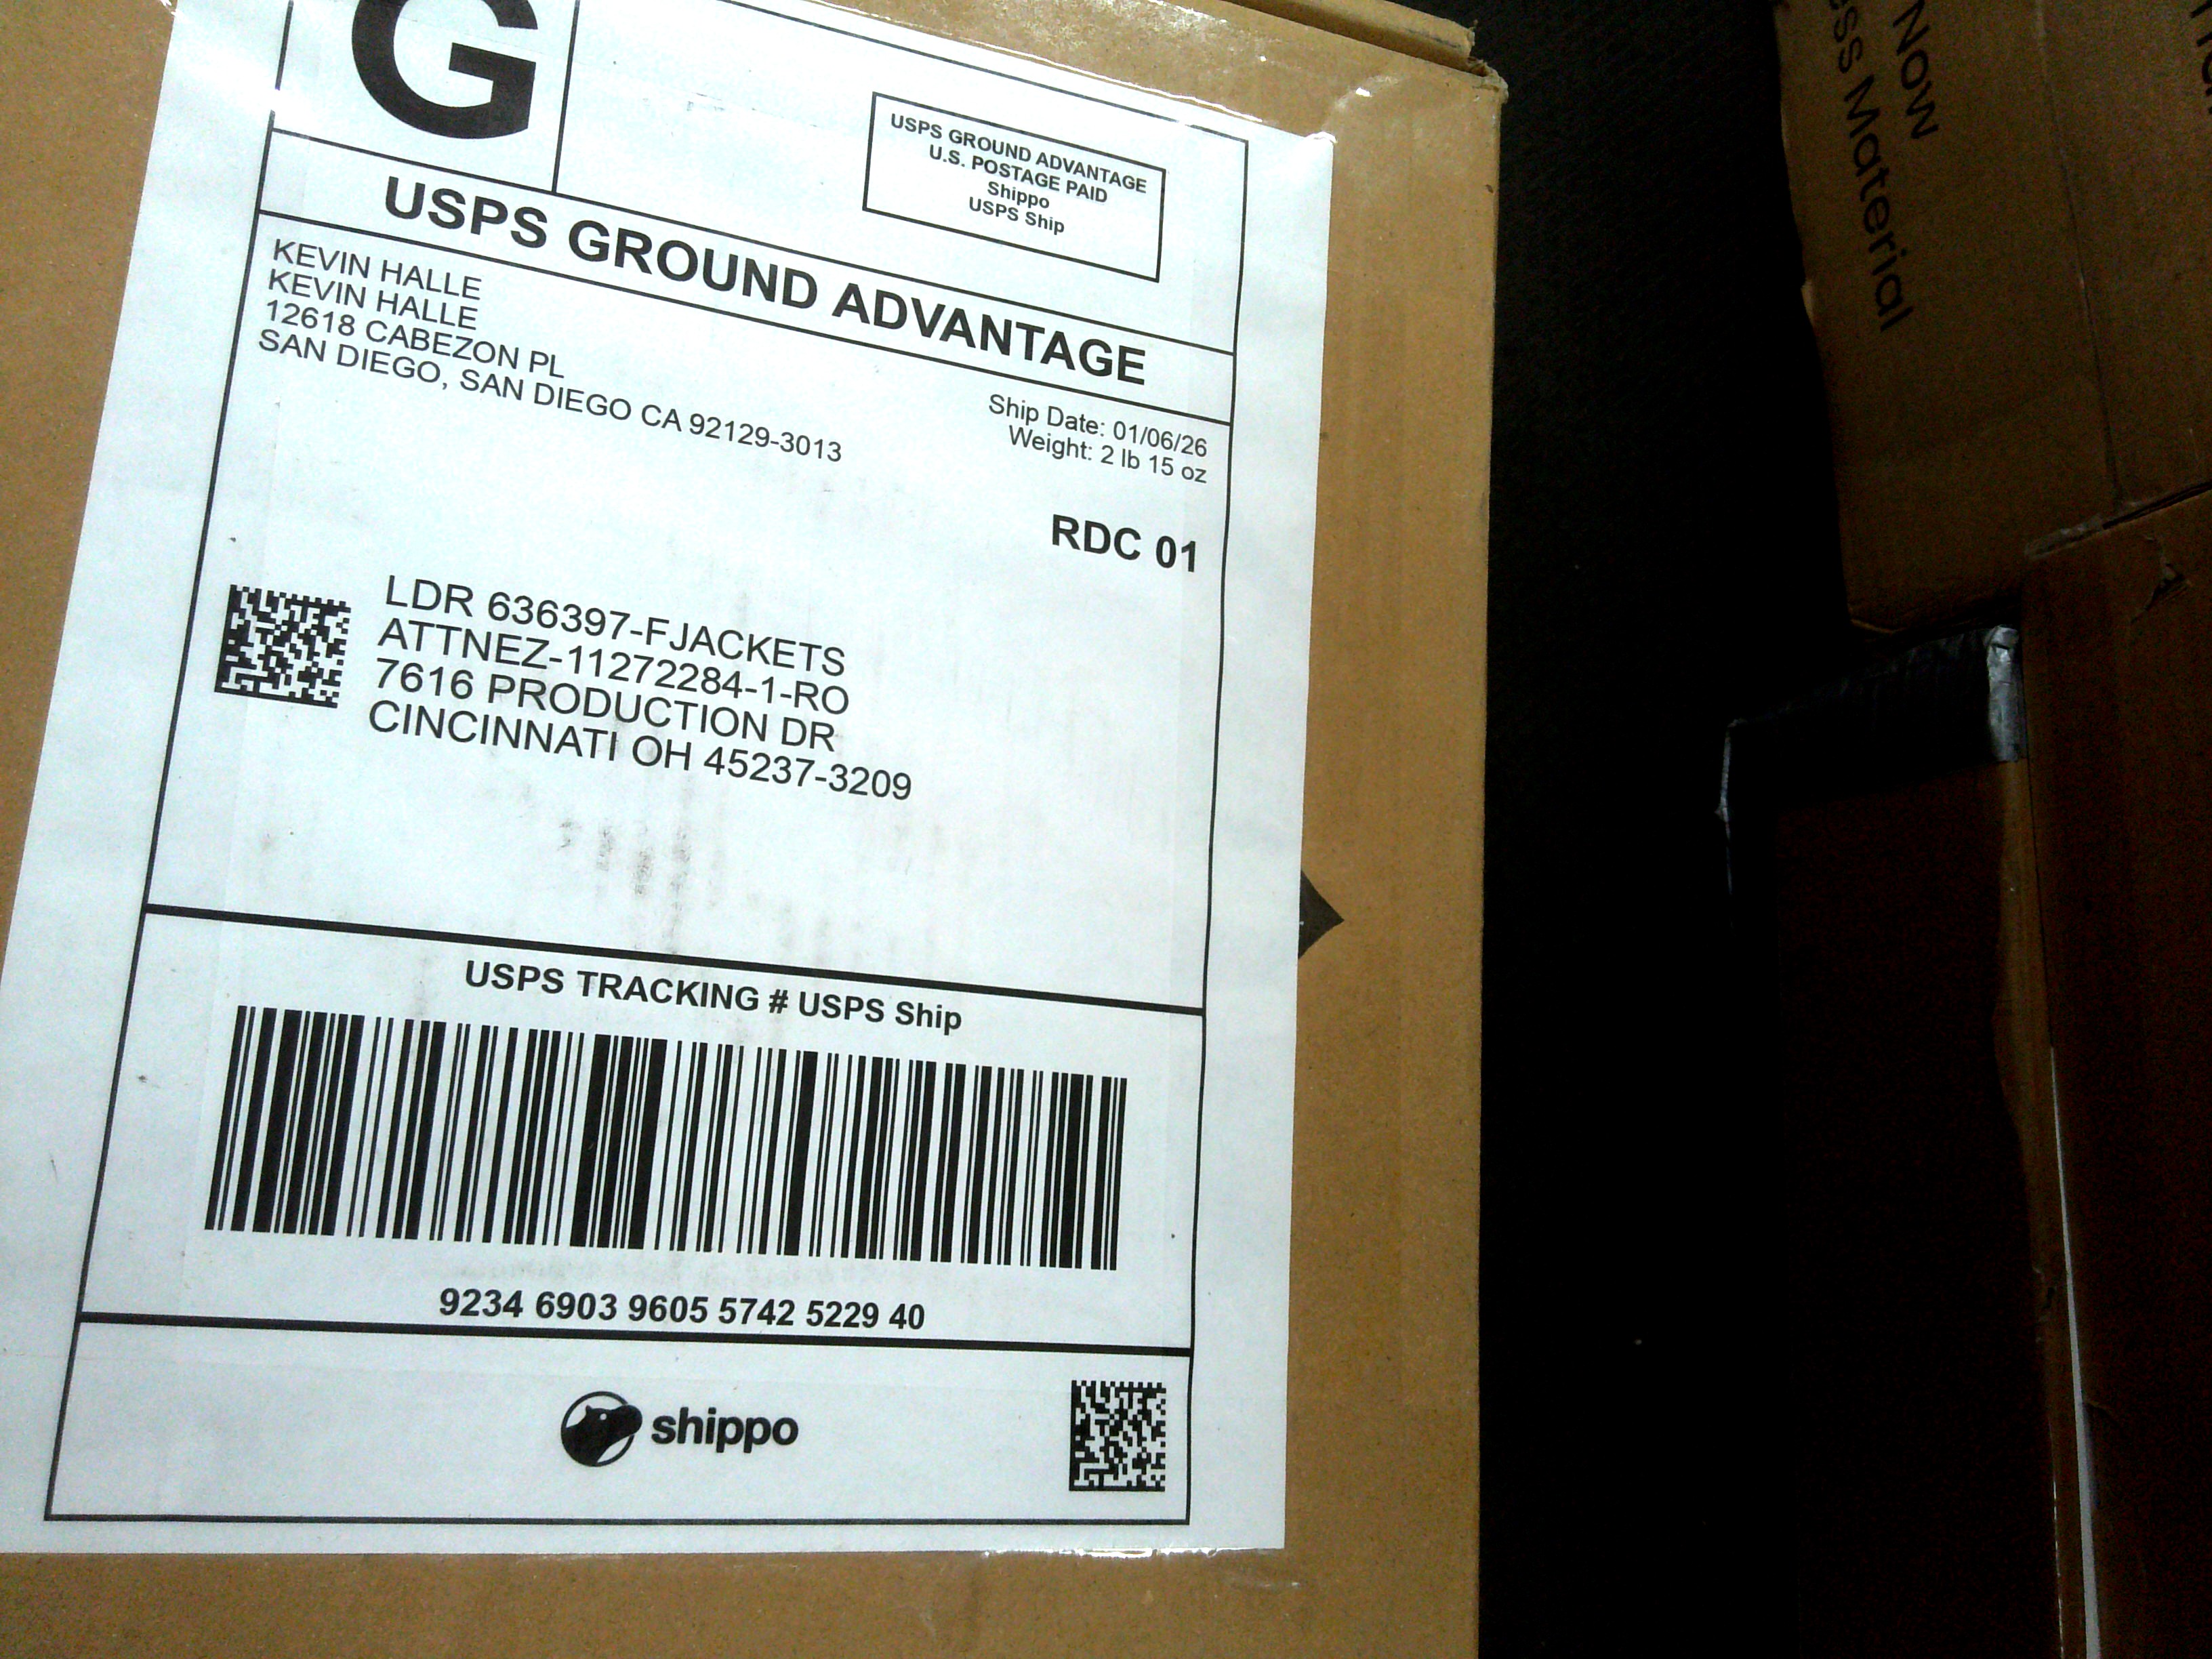 G
USPS GROUND ADVANTAGE
U.S. POSTAGE PAID
Shippo
USPS Ship
USPS GROUND ADVANTAGE
KEVIN HALLE
KEVIN HALLE
12618 CABEZON PL
SAN DIEGO, SAN DIEGO CA 92129-3013
Ship Date: 01/06/26
Weight: 2 lb 15 oz
RDC 01
LDR 636397-FJACKETS
ATTNEZ-11272284-1-RO
7616 PRODUCTION DR
CINCINNATI OH 45237-3209
USPS TRACKING # USPS Ship
9234 6903 9605 5742 5229 40
shippo
Now
Material